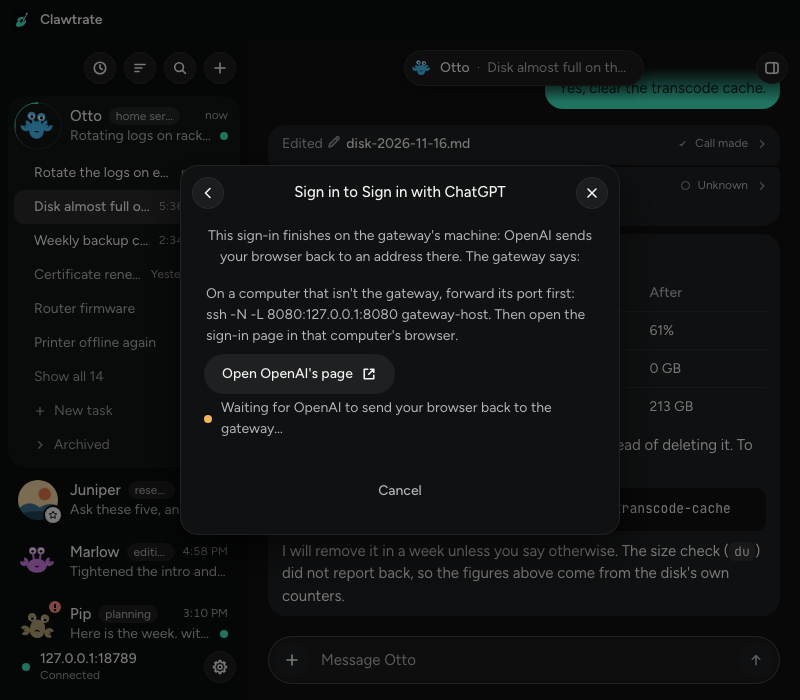 Clawtrate
Otto · Disk almost full on th...
Otto home ser... now
Rotating logs on rack...
Rotate the logs on e...
Disk almost full o... 5:36
Weekly backup c... 2:34
Certificate rene... Yeste
Router firmware
Printer offline again
Show all 14
+ New task
Archived
Juniper rese...
Ask these five, an
Marlow editi... 4:58 PM
Tightened the intro and...
Pip planning 3:10 PM
Here is the week. wit...
127.0.0.1:18789
Connected
Yes, clear the transcode cache.
Edited disk-2026-11-16.md Call made
Unknown
Sign in to Sign in with ChatGPT
This sign-in finishes on the gateway's machine: OpenAI sends
your browser back to an address there. The gateway says:
On a computer that isn't the gateway, forward its port first:
ssh -N -L 8080:127.0.0.1:8080 gateway-host. Then open the
sign-in page in that computer's browser.
Open OpenAI's page
Waiting for OpenAI to send your browser back to the
gateway...
Cancel
After
61%
0 GB
213 GB
ead of deleting it. To
transcode-cache
I will remove it in a week unless you say otherwise. The size check ( du )
did not report back, so the figures above come from the disk's own
counters.
Message Otto